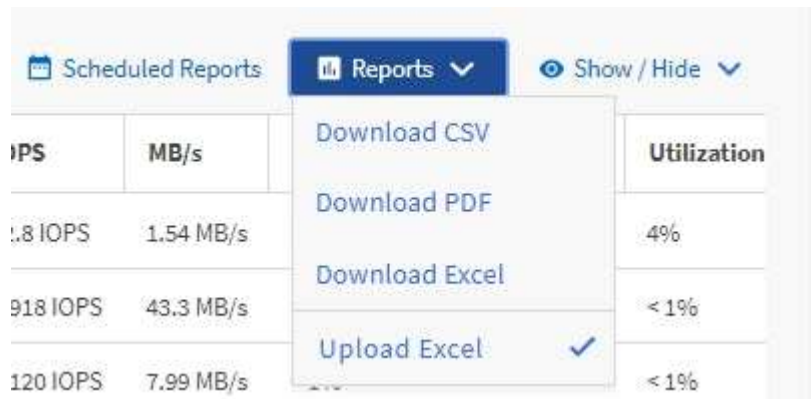 Scheduled Reports Reports Show / Hide
MB/s Utilization
Download CSV
Download PDF
IOPS 1.54 MB/s 4%
Download Excel
918 IOPS 43.3 MB/s < 1%
Upload Excel
120 IOPS 7.99 MB/s < 1%